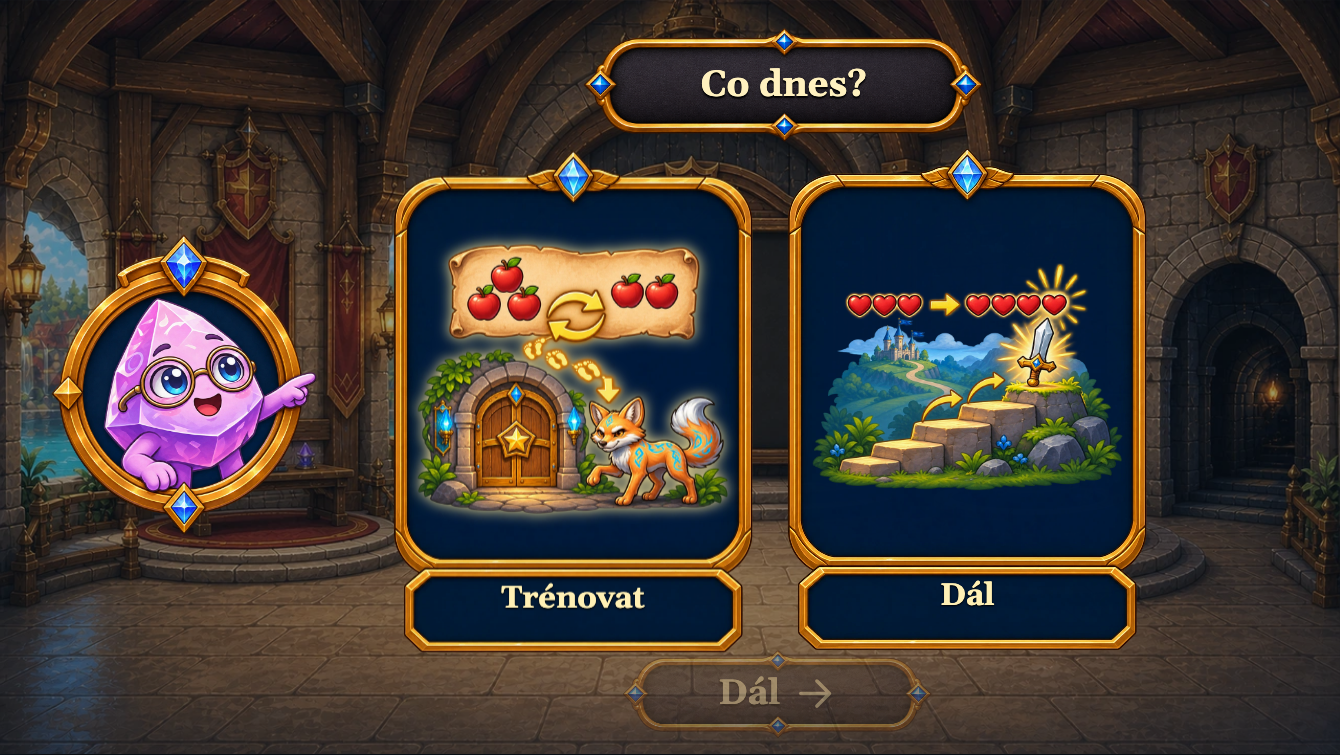 Co dnes?
Trénovat
Dál
Dál →